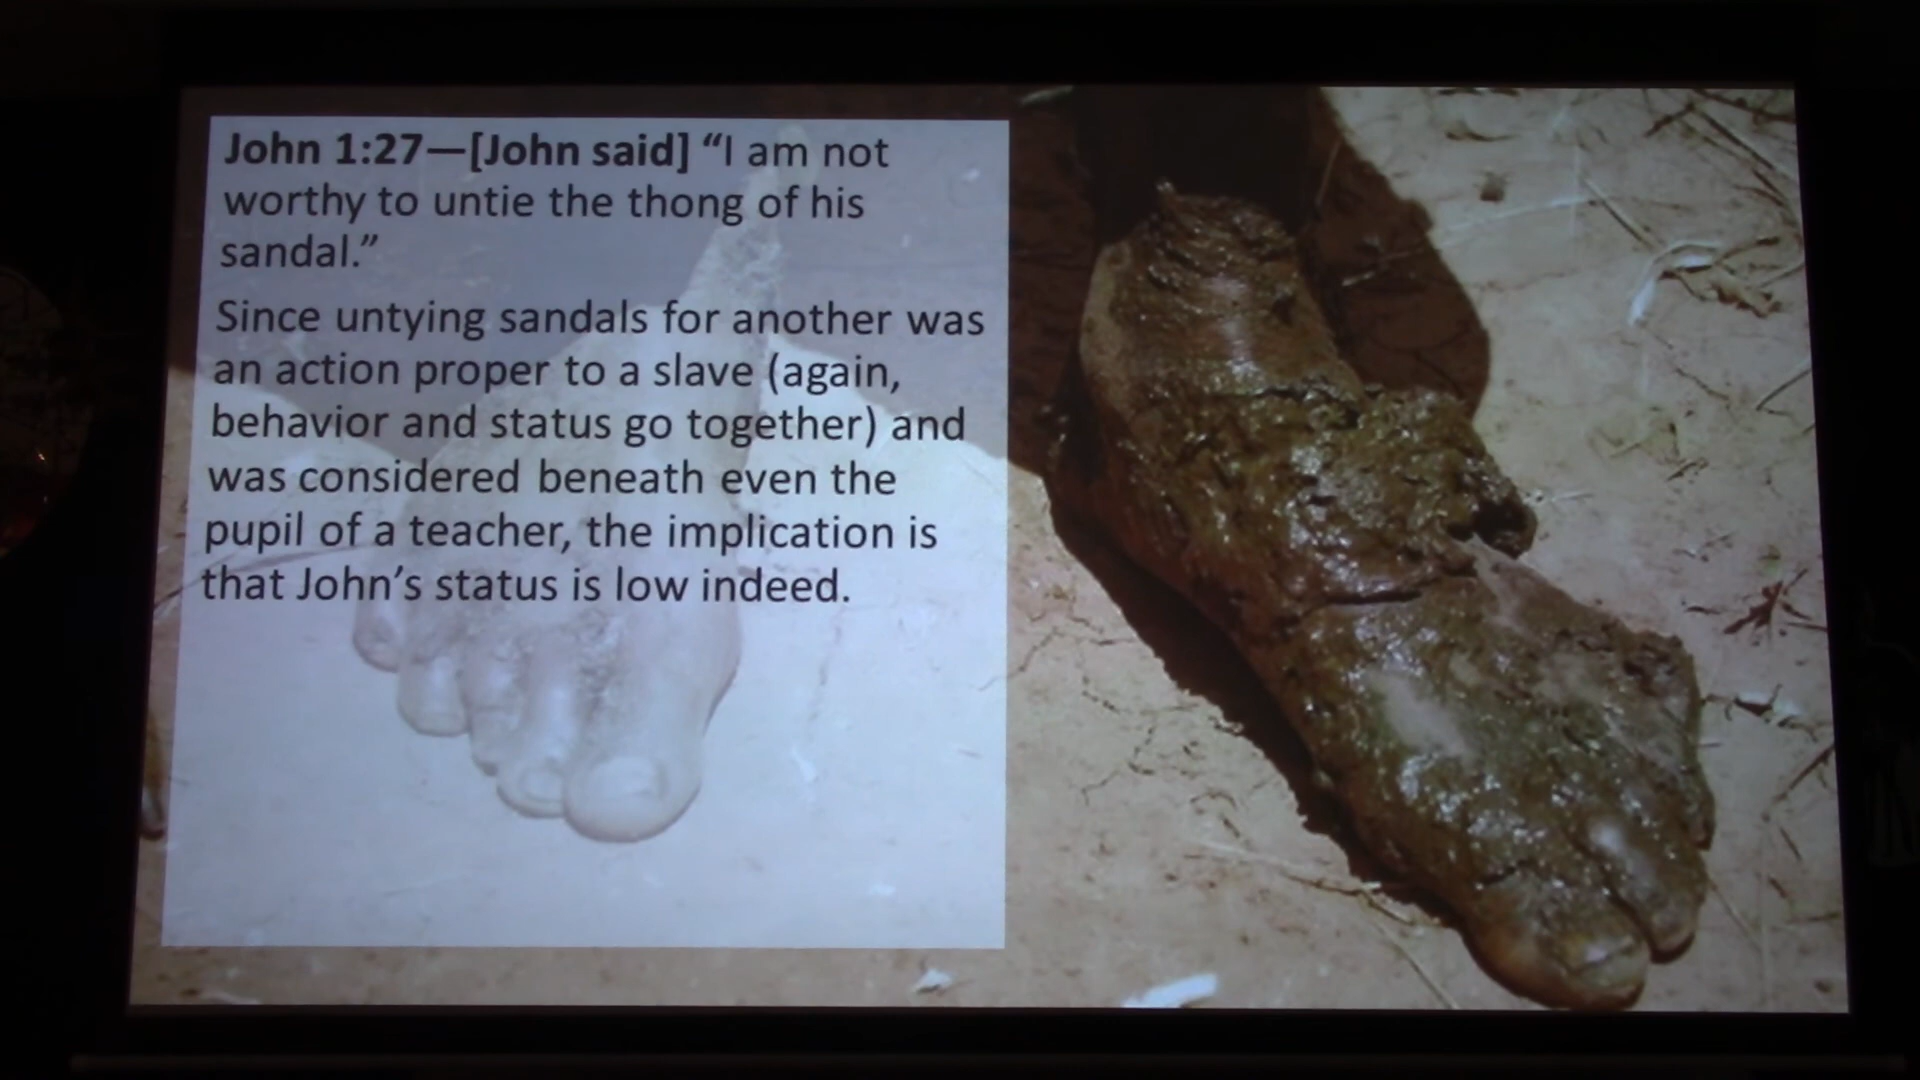 John 1:27—[John said] “I am not
worthy to untie the thong of his
sandal.”
Since untying sandals for another was
an action proper to a slave (again,
behavior and status go together) and
was considered beneath even the
pupil of a teacher, the implication is
that John’s status is low indeed.